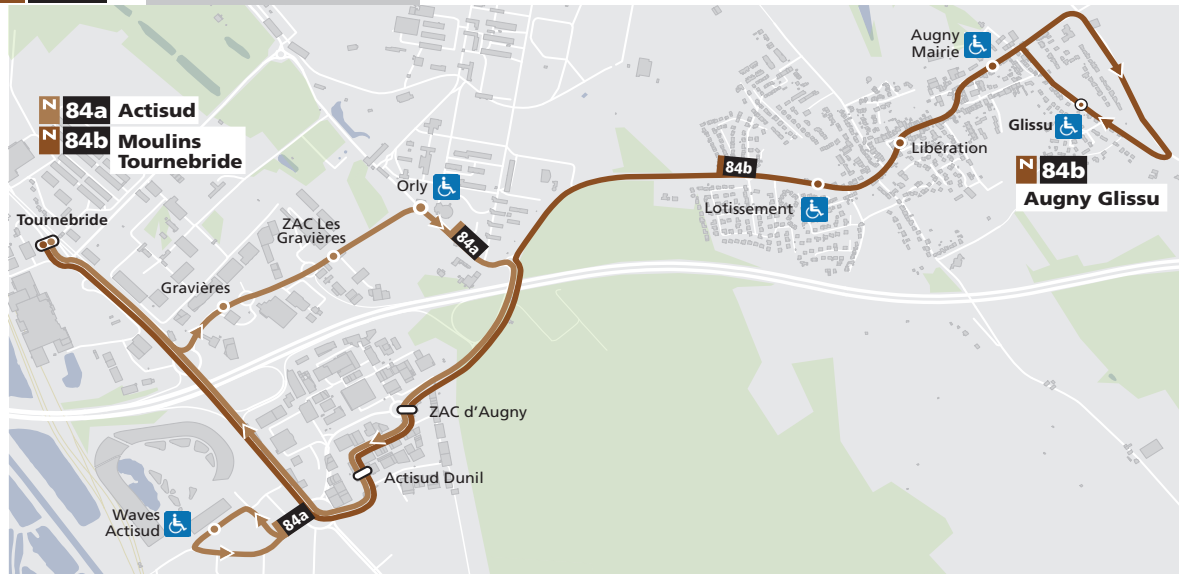 N 84a Actisud
N 84b Moulins
Tournebride
Tournebride
Gravières
ZAC Les
Gravières
Orly
84a
84b
Lotissement
Libération
Augny
Mairie
Glissu
N 84b
Augny Glissu
ZAC d'Augny
Actisud Dunil
Waves
Actisud
84a